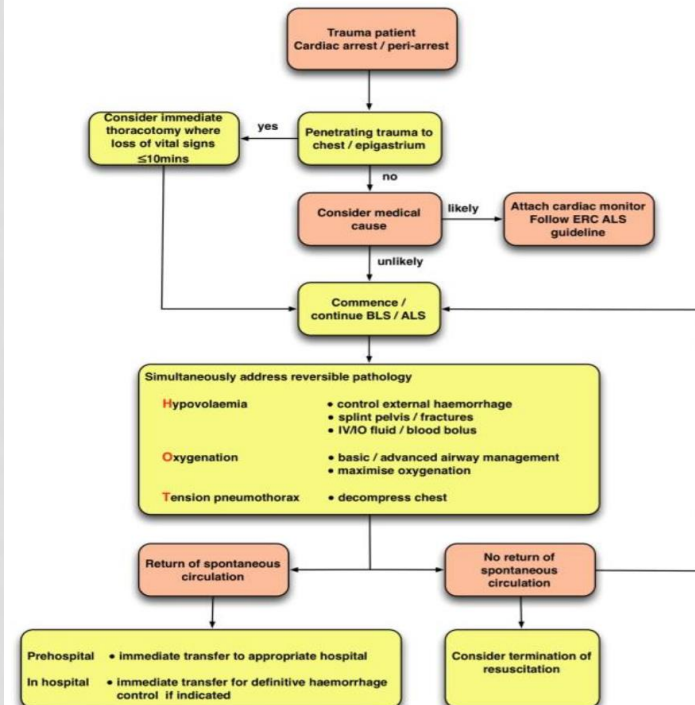 Trauma patient
Cardiac arrest / peri-arrest
Consider immediate
thoracotomy where
loss of vital signs
≤10mins
yes
Penetrating trauma to
chest / epigastrium
no
Consider medical
cause
likely
Attach cardiac monitor
Follow ERC ALS
guideline
unlikely
Commence /
continue BLS / ALS
Simultaneously address reversible pathology
Hypovolaemia • control external haemorrhage
• splint pelvis / fractures
• IV/IO fluid / blood bolus
Oxygenation • basic / advanced airway management
• maximise oxygenation
Tension pneumothorax • decompress chest
Return of spontaneous
circulation
No return of
spontaneous
circulation
Prehospital • immediate transfer to appropriate hospital
In hospital • immediate transfer for definitive haemorrhage
control if indicated
Consider termination of
resuscitation